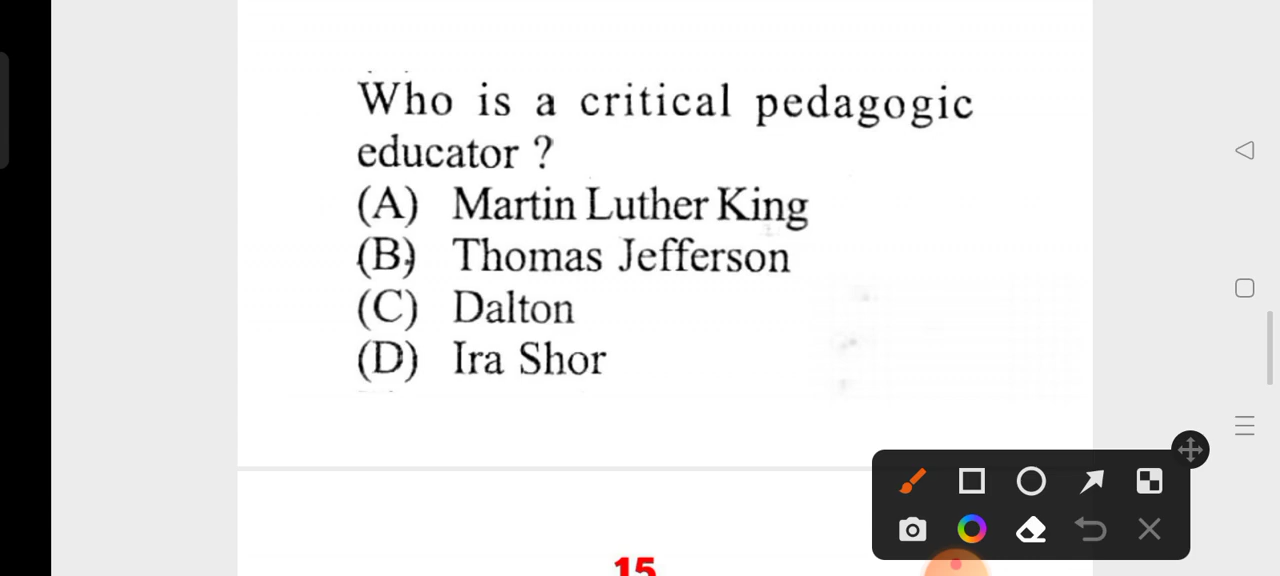 Who is a critical pedagogic
educator ?
(A) Martin Luther King
(B) Thomas Jefferson
(C) Dalton
(D) Ira Shor
15